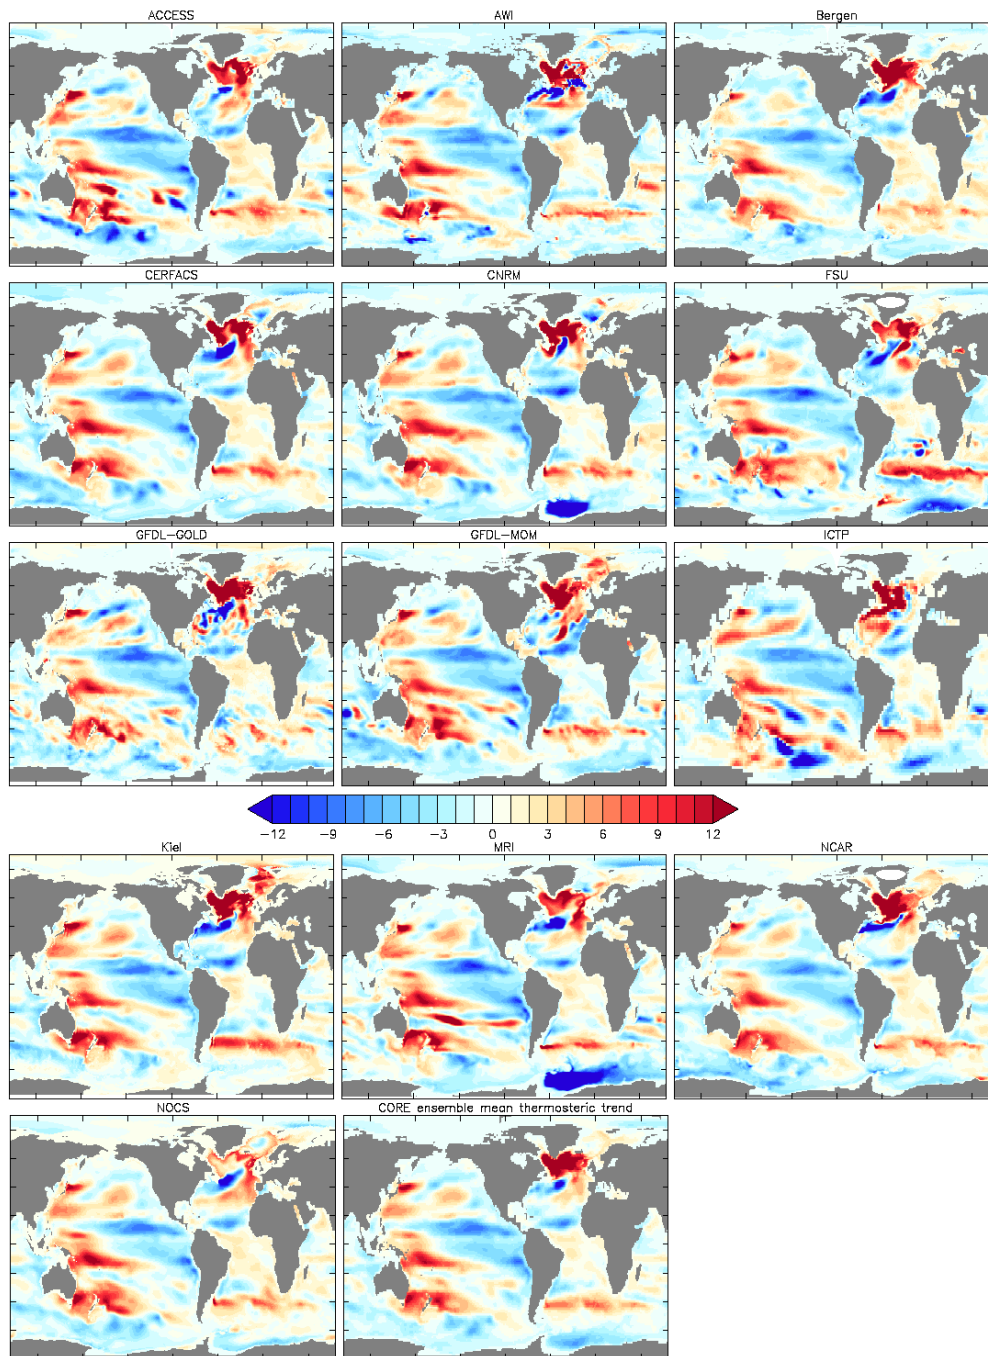 ACCESS AWI Bergen
CERFACS CNRM FSU
GFDL-GOLD GFDL-MOM ICTP
-12 -9 -6 -3 0 3 6 9 12
Kiel MRI NCAR
NOCS CORE ensemble mean thermosteric trend